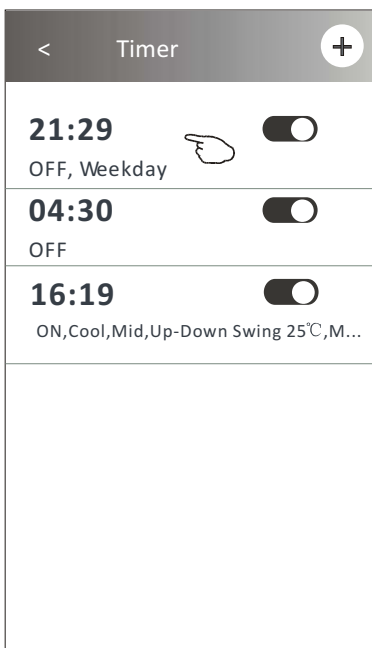 < Timer +
21:29
OFF, Weekday
04:30
OFF
16:19
ON,Cool,Mid,Up-Down Swing 25℃,M...